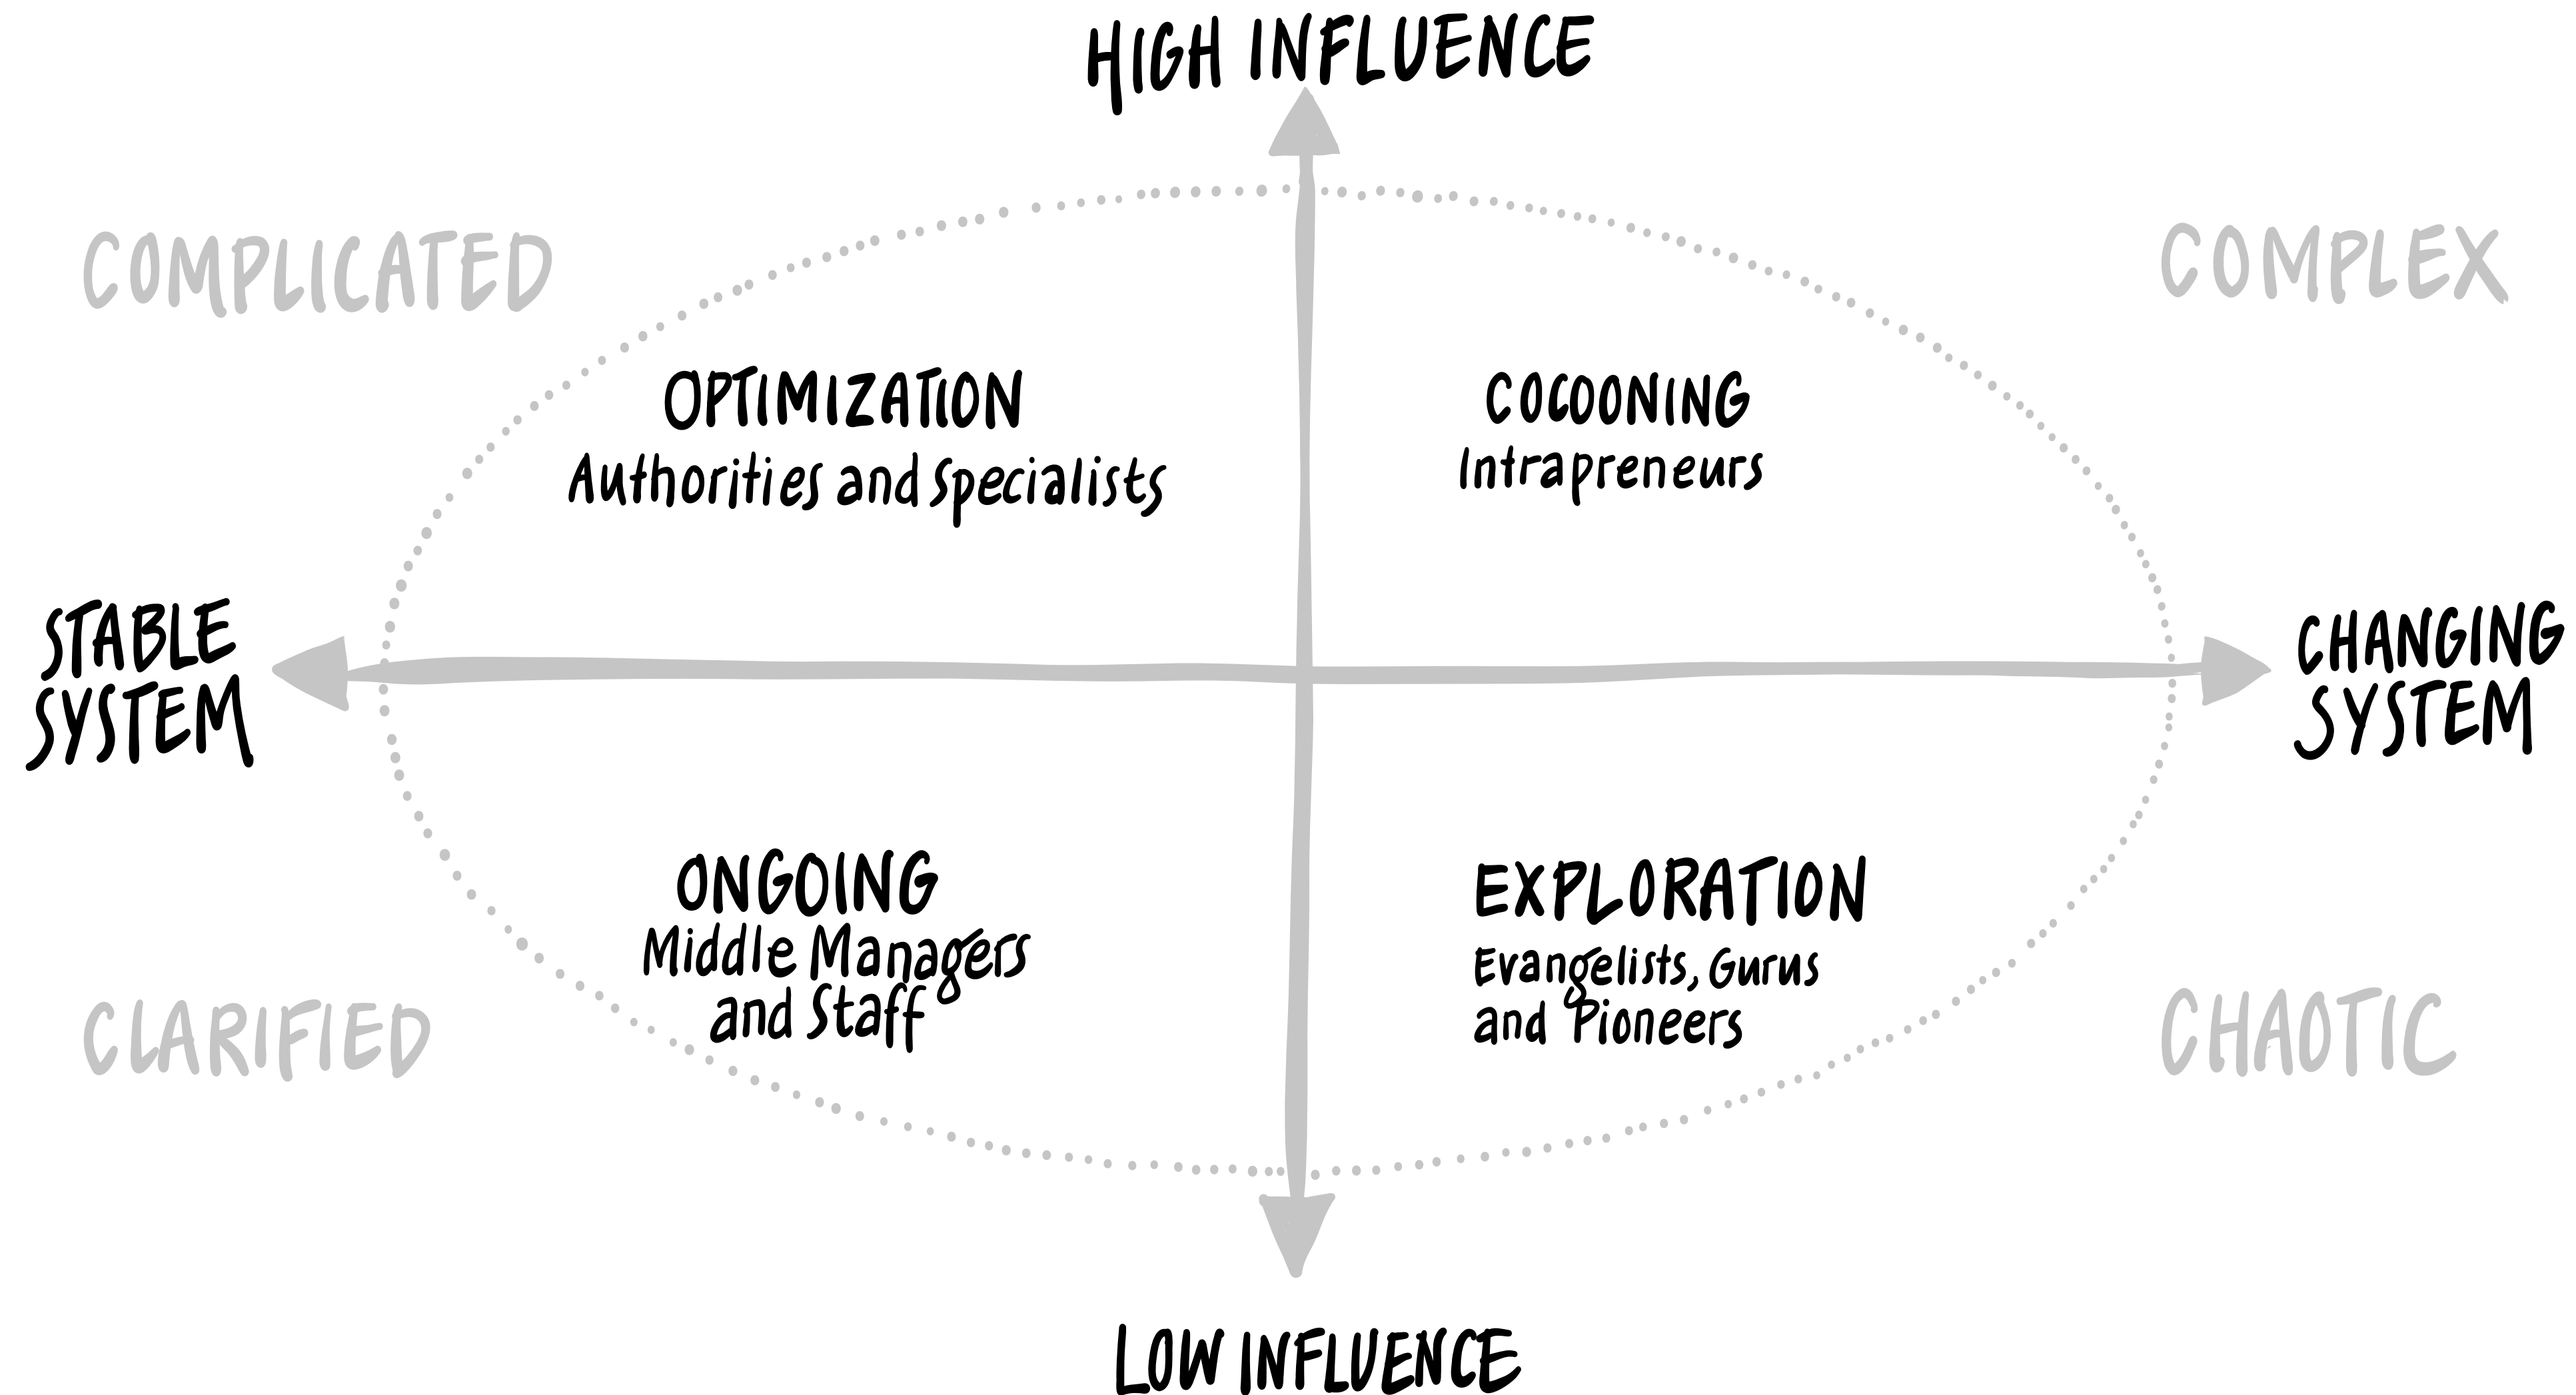 HIGH INFLUENCE
COMPLICATED
COMPLEX
OPTIMIZATION
Authorities and Specialists
COCOONING
Intrapreneurs
STABLE
SYSTEM
CHANGING
SYSTEM
ONGOING
Middle Managers
and Staff
EXPLORATION
Evangelists, Gurus
and Pioneers
CLARIFIED
CHAOTIC
LOW INFLUENCE